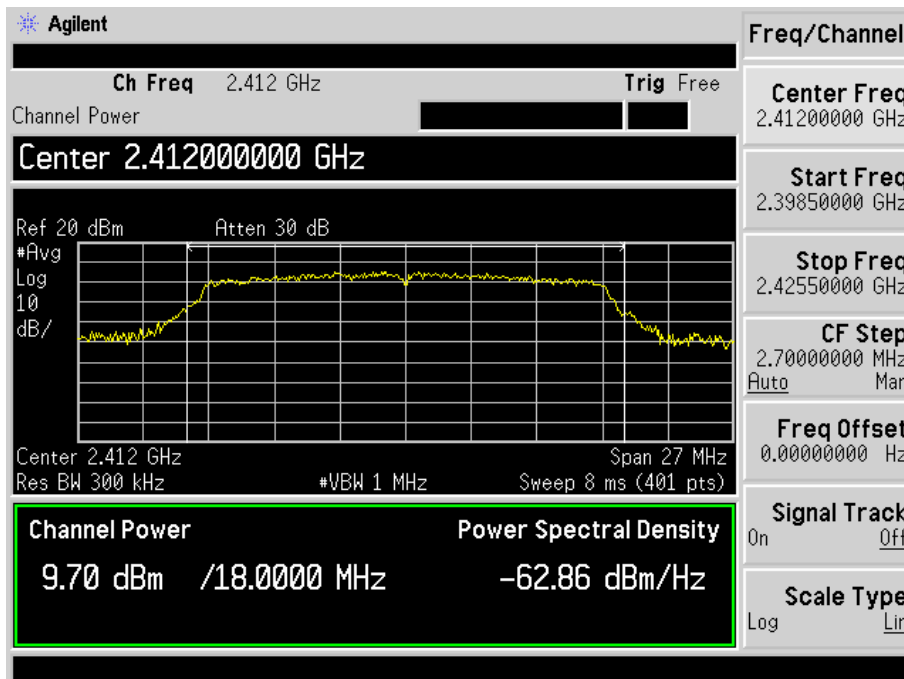 Agilent
Freq/Channel
Ch Freq 2.412 GHz Trig Free
Channel Power
Center 2.412000000 GHz
Ref 20 dBm Atten 30 dB
#Avg
Log
10
dB/
Center 2.412 GHz Span 27 MHz
Res BW 300 kHz #VBW 1 MHz Sweep 8 ms (401 pts)
Channel Power Power Spectral Density
9.70 dBm /18.0000 MHz -62.86 dBm/Hz
Center Freq
2.41200000 GHz
Start Freq
2.39850000 GHz
Stop Freq
2.42550000 GHz
CF Step
2.70000000 MHz
Auto Man
Freq Offset
0.00000000 Hz
Signal Track
On Off
Scale Type
Log Lin